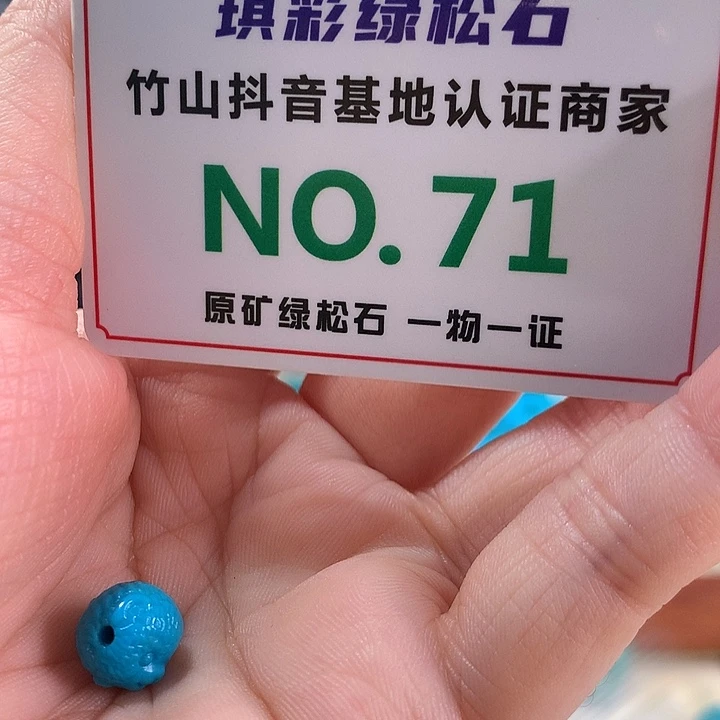 琪彩绿松石
竹山抖音基地认证商家
NO.71
原矿绿松石 一物一证